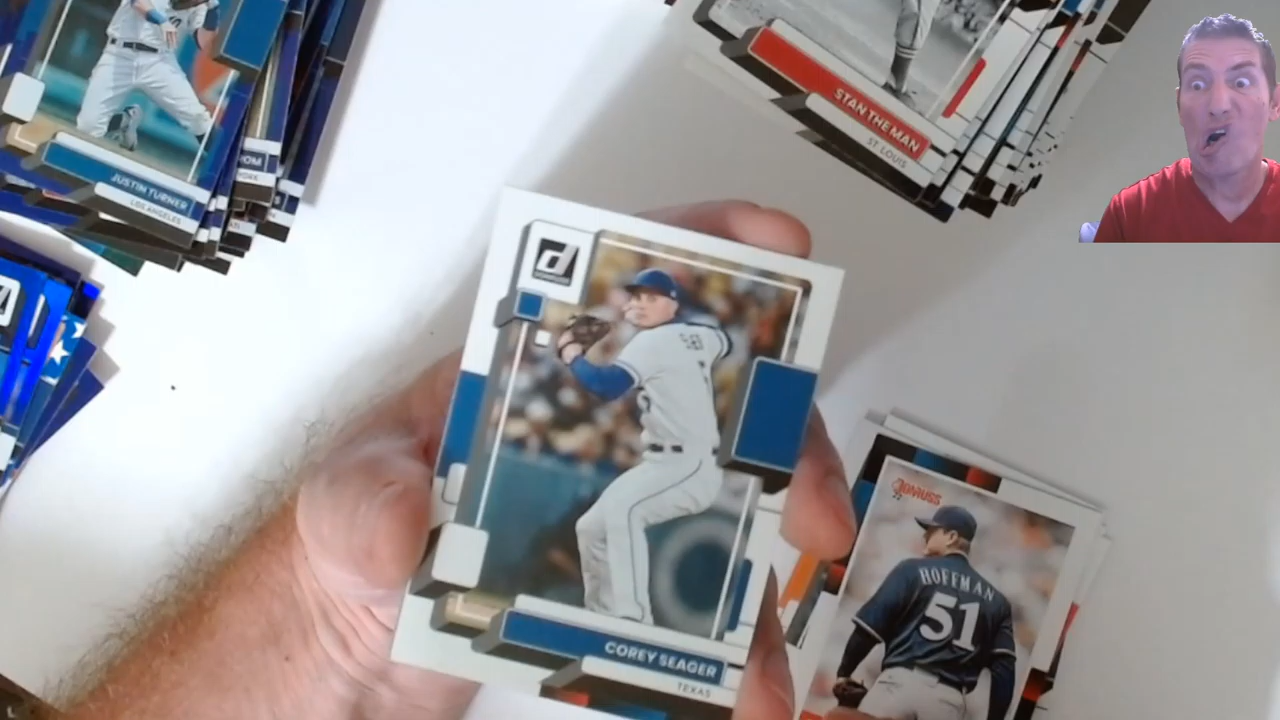 JUSTIN TURNER
LOS ANGELES
STAN THE MAN
ST. LOUIS
d
COREY SEAGER
TEXAS
DONRUSS
HOFFMAN
51